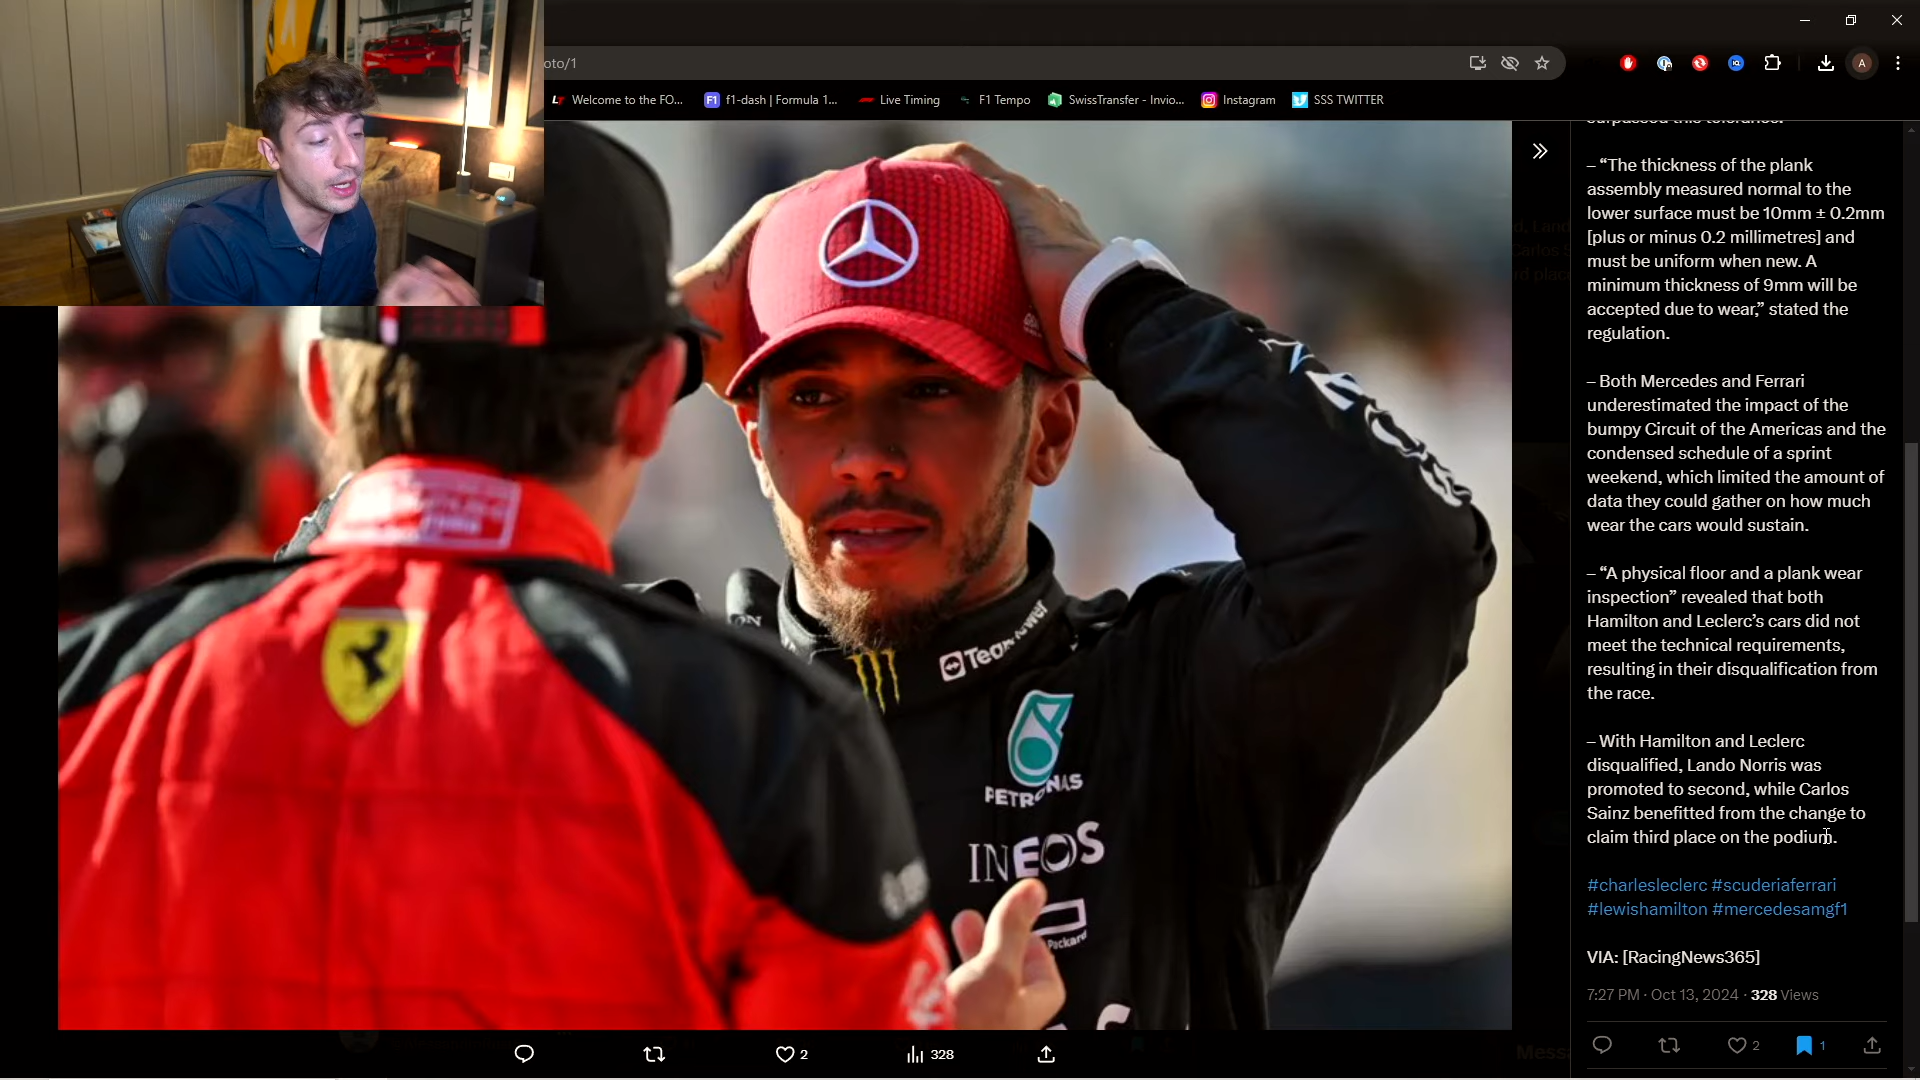 oto/1
A
Welcome to the FO...
f1-dash | Formula 1...
Live Timing
F1 Tempo
SwissTransfer - Invio...
Instagram
SSS TWITTER
surpassed this tolerance.
– “The thickness of the plank
assembly measured normal to the
lower surface must be 10mm ± 0.2mm
[plus or minus 0.2 millimetres] and
must be uniform when new. A
minimum thickness of 9mm will be
accepted due to wear,” stated the
regulation.
– Both Mercedes and Ferrari
underestimated the impact of the
bumpy Circuit of the Americas and the
condensed schedule of a sprint
weekend, which limited the amount of
data they could gather on how much
wear the cars would sustain.
– “A physical floor and a plank wear
inspection” revealed that both
Hamilton and Leclerc’s cars did not
meet the technical requirements,
resulting in their disqualification from
the race.
– With Hamilton and Leclerc
disqualified, Lando Norris was
promoted to second, while Carlos
Sainz benefitted from the change to
claim third place on the podium.
#charlesleclerc #scuderiaferrari
#lewishamilton #mercedesamgf1
VIA: [RacingNews365]
7:27 PM · Oct 13, 2024 · 328 Views
2
1
PETRONAS
INEOS
Packard
2
328